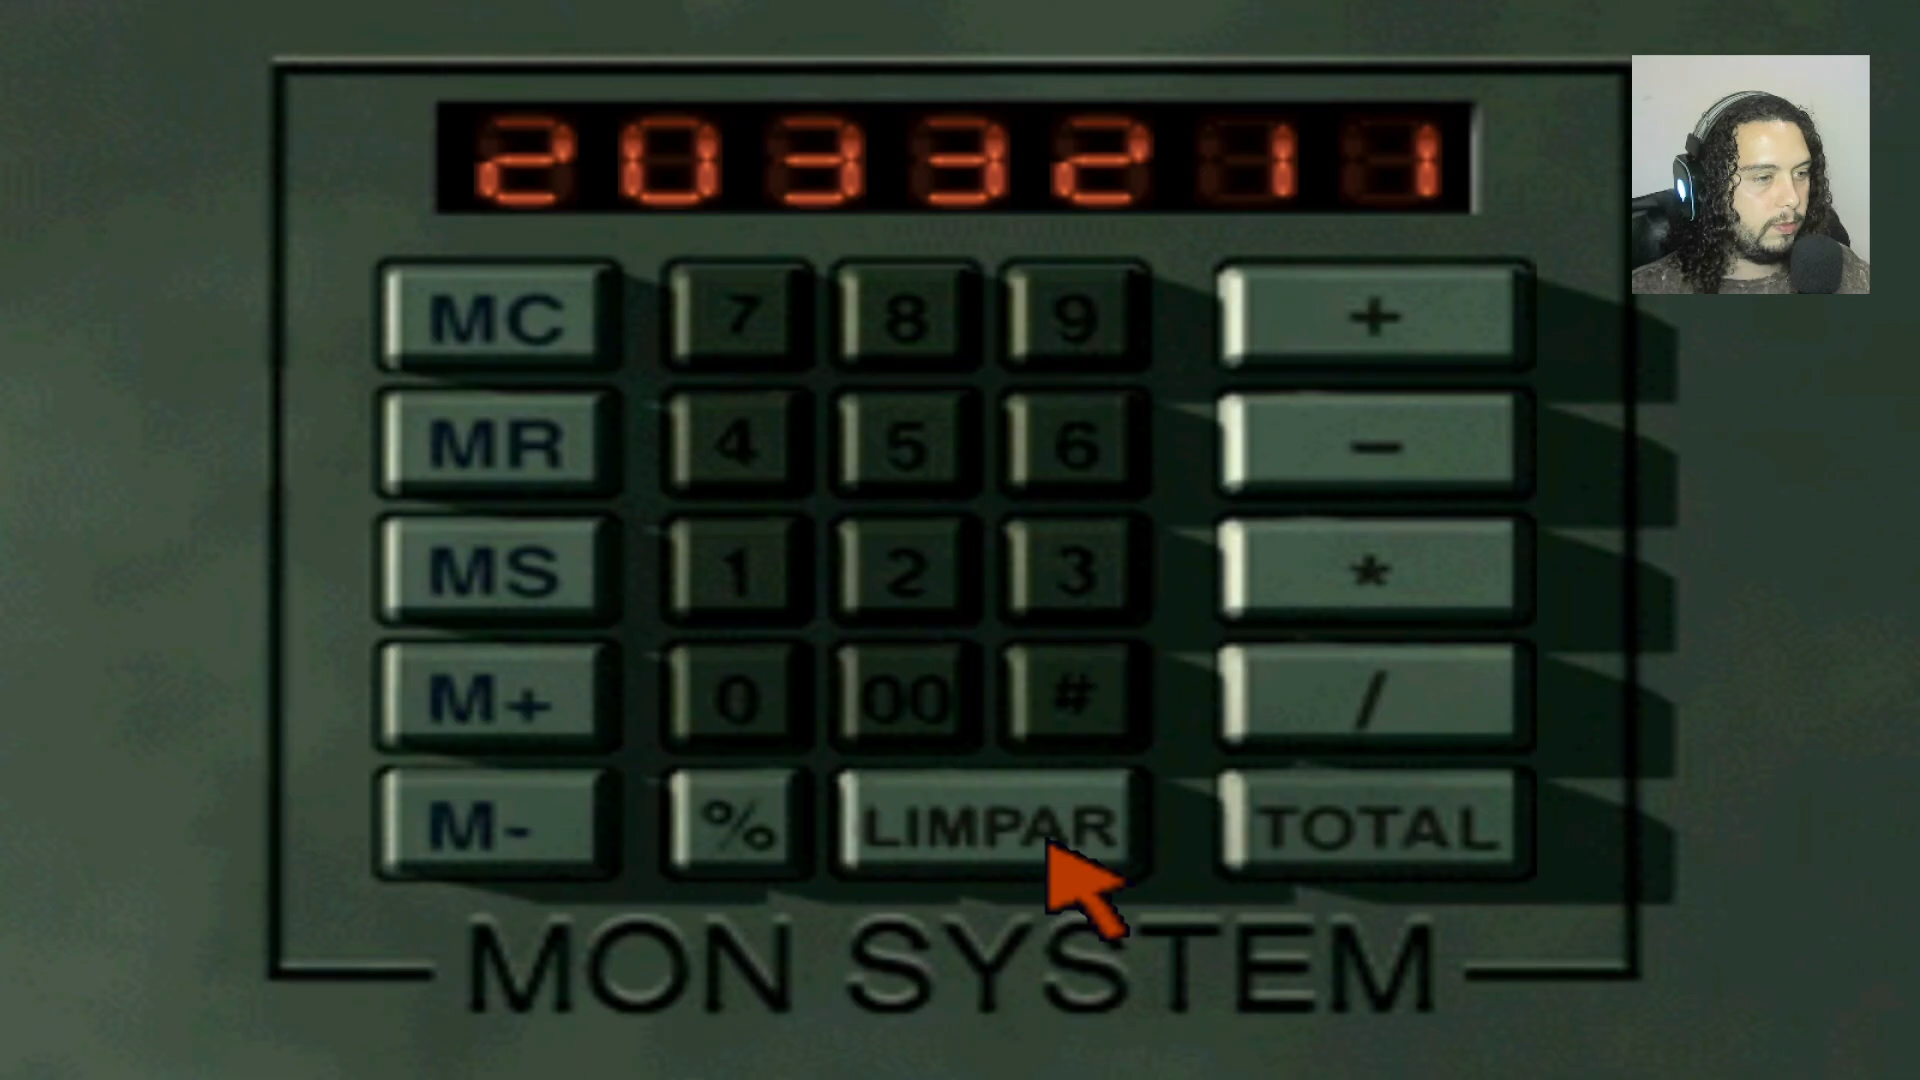 2033211
MC 7 8 9 +
MR 4 5 6 -
MS 1 2 3 *
M+ 0 00 # /
M- % LIMPAR TOTAL
MON SYSTEM